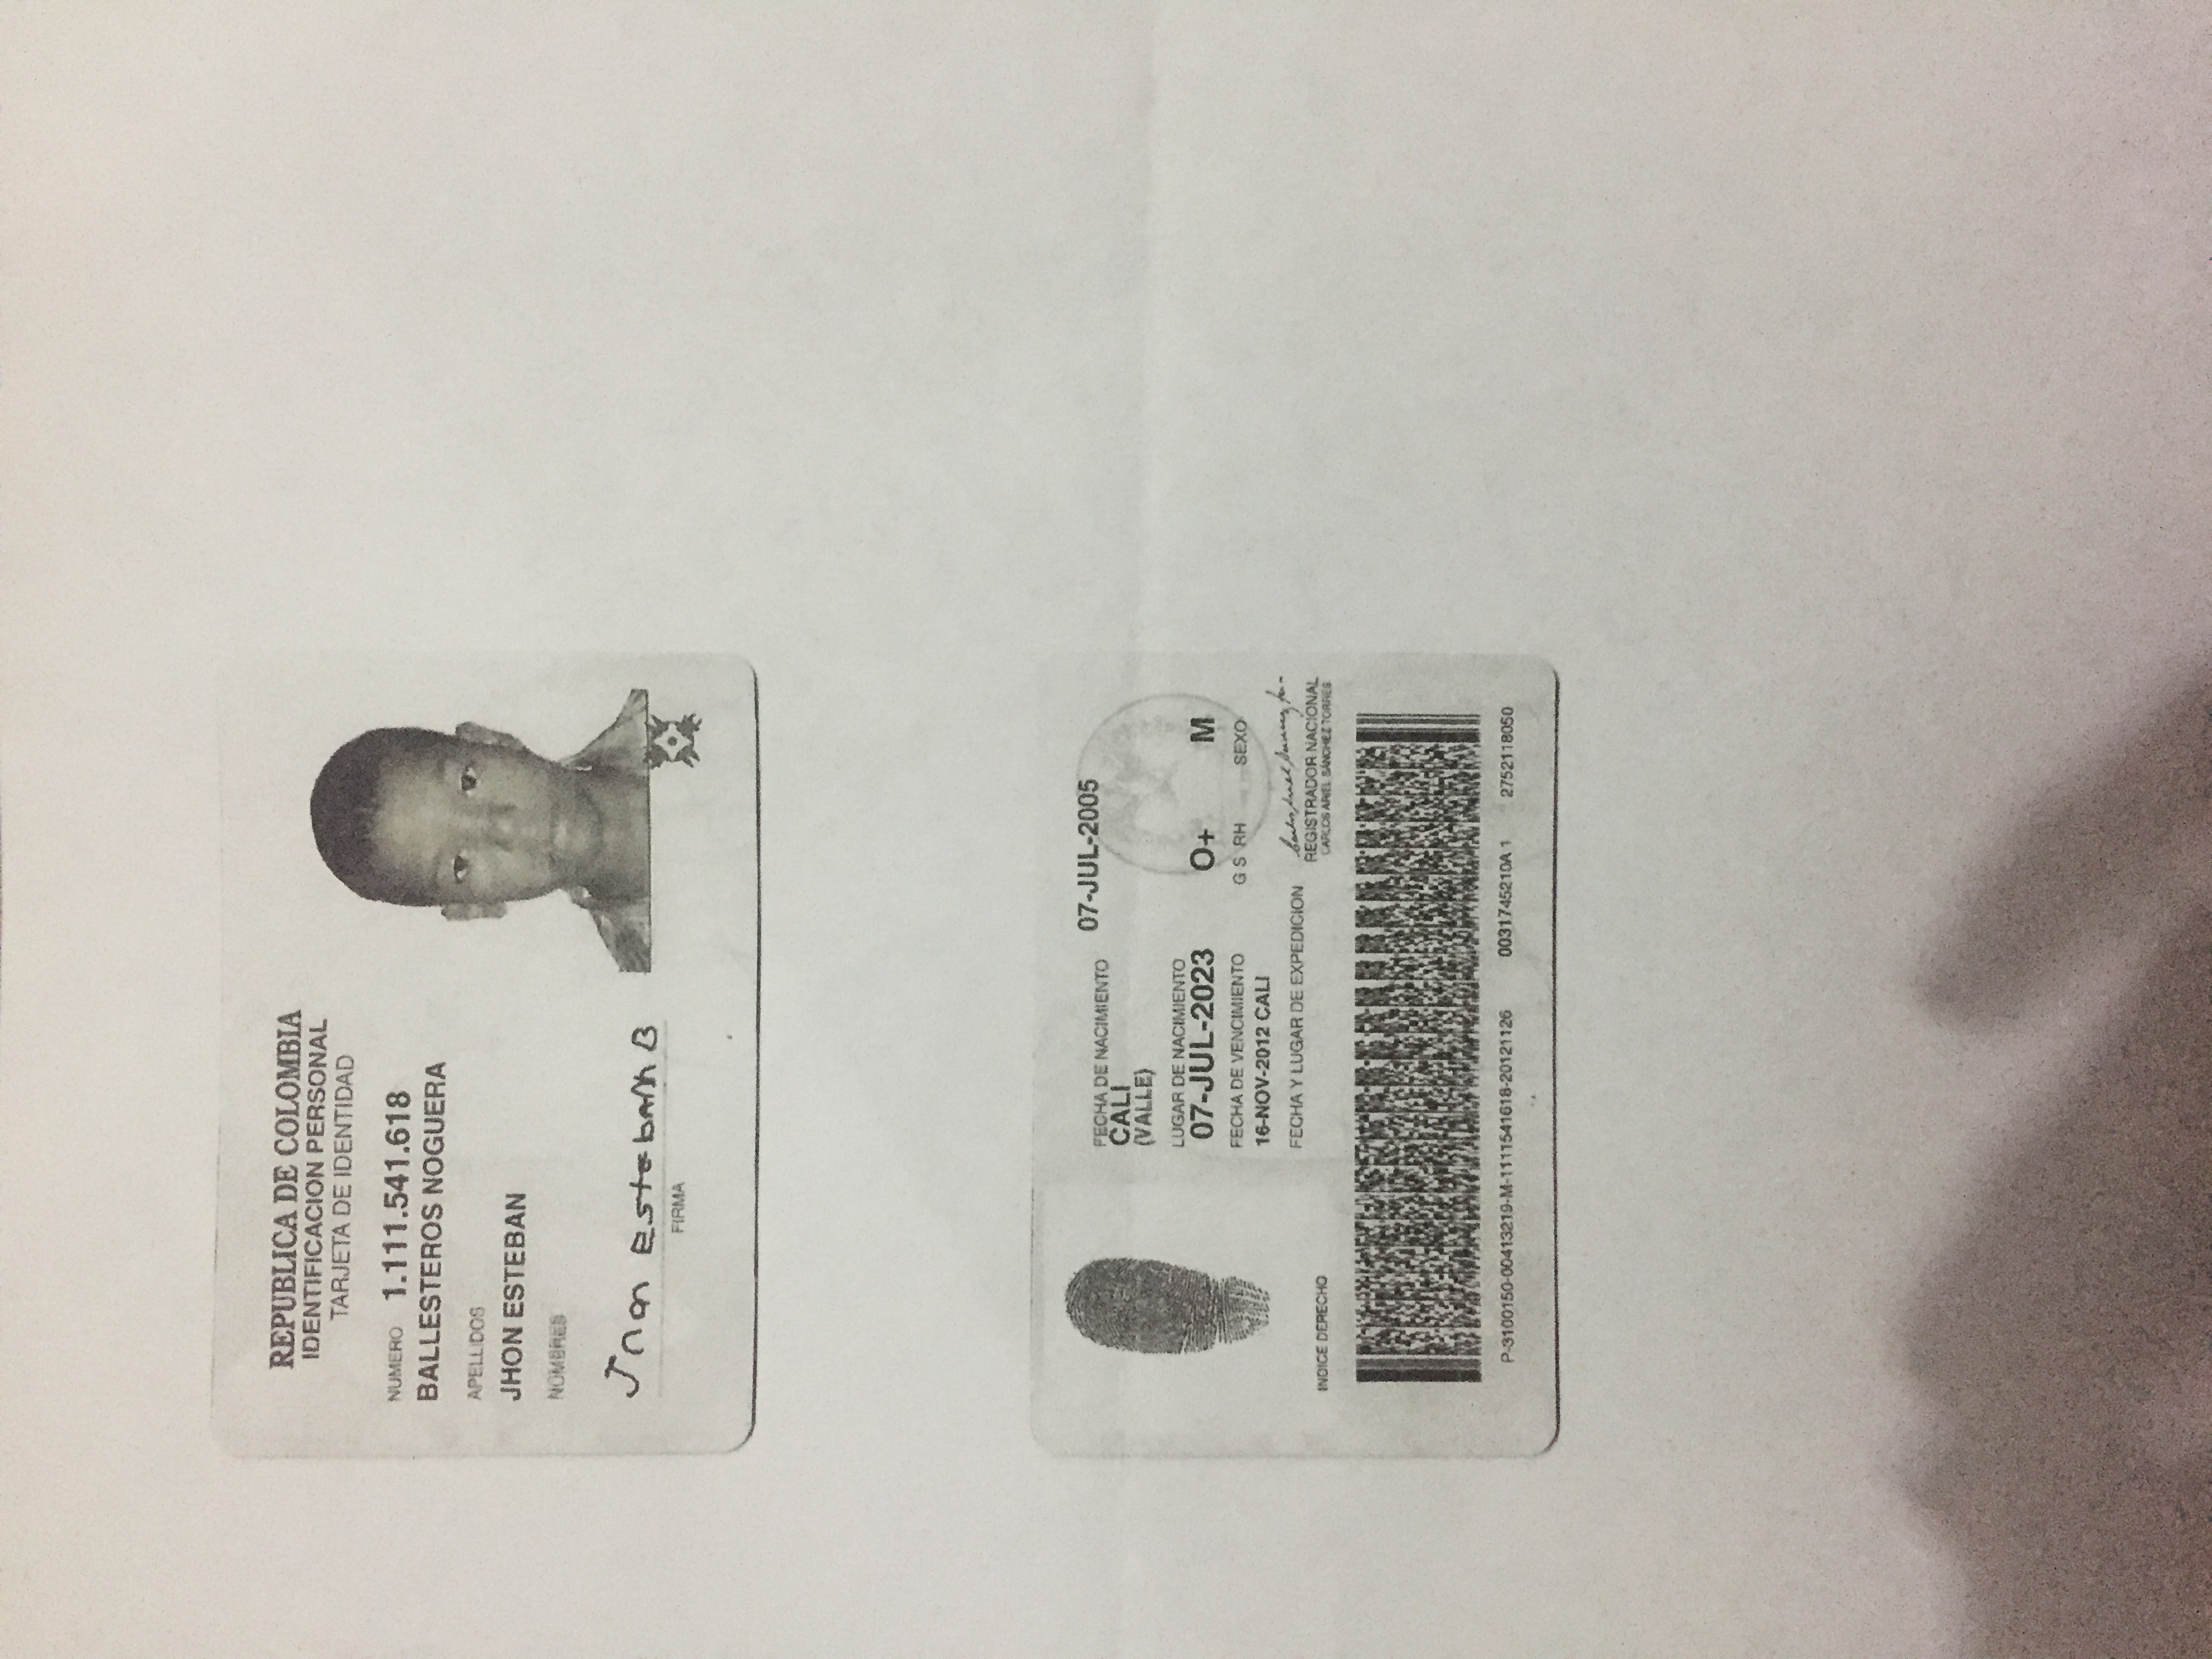 REPUBLICA DE COLOMBIA
IDENTIFICACION PERSONAL
TARJETA DE IDENTIDAD
NUMERO 1.111.541.618
BALLESTEROS NOGUERA
APELLIDOS
JHON ESTEBAN
NOMBRES
Jhon Esteban B
FIRMA
FECHA DE NACIMIENTO 07-JUL-2005
CALI
(VALLE)
LUGAR DE NACIMIENTO
07-JUL-2023 O+ M
FECHA DE VENCIMIENTO G S RH SEXO
16-NOV-2012 CALI
FECHA Y LUGAR DE EXPEDICION
REGISTRADOR NACIONAL
CARLOS ARIEL SÁNCHEZ TORRES
INDICE DERECHO
P-3100150-00413219-M-1111541618-20121126 0031745210A 1 2752118050